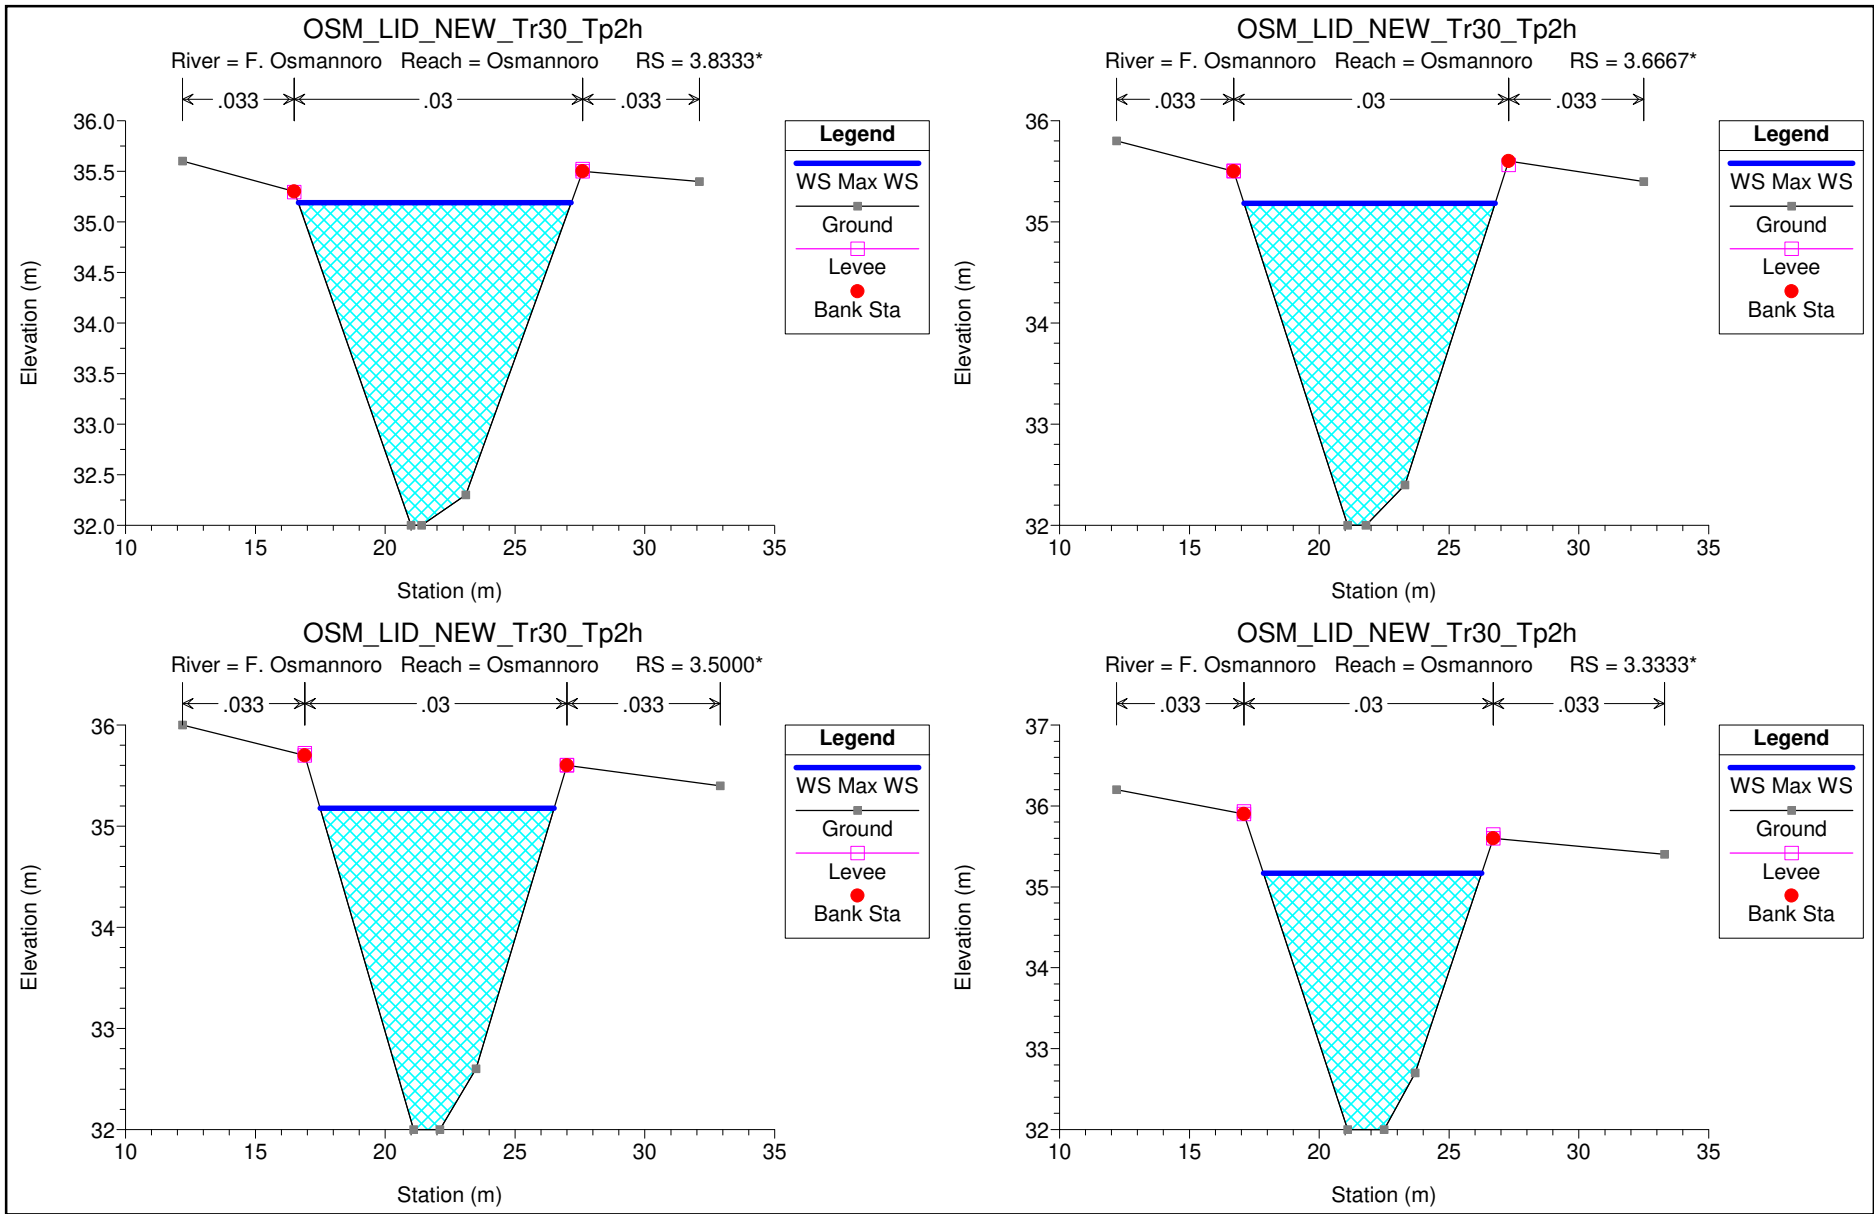 OSM_LID_NEW_Tr30_Tp2h
River = F. Osmannoro Reach = Osmannoro RS = 3.8333*
.033 .03 .033
36.0
35.5
35.0
34.5
34.0
33.5
33.0
32.5
32.0
10 15 20 25 30 35
Station (m)
Elevation (m)
Legend
WS Max WS
Ground
Levee
Bank Sta
OSM_LID_NEW_Tr30_Tp2h
River = F. Osmannoro Reach = Osmannoro RS = 3.6667*
.033 .03 .033
36
35
34
33
32
10 15 20 25 30 35
Station (m)
Elevation (m)
Legend
WS Max WS
Ground
Levee
Bank Sta
OSM_LID_NEW_Tr30_Tp2h
River = F. Osmannoro Reach = Osmannoro RS = 3.5000*
.033 .03 .033
36
35
34
33
32
10 15 20 25 30 35
Station (m)
Elevation (m)
Legend
WS Max WS
Ground
Levee
Bank Sta
OSM_LID_NEW_Tr30_Tp2h
River = F. Osmannoro Reach = Osmannoro RS = 3.3333*
.033 .03 .033
37
36
35
34
33
32
10 15 20 25 30 35
Station (m)
Elevation (m)
Legend
WS Max WS
Ground
Levee
Bank Sta